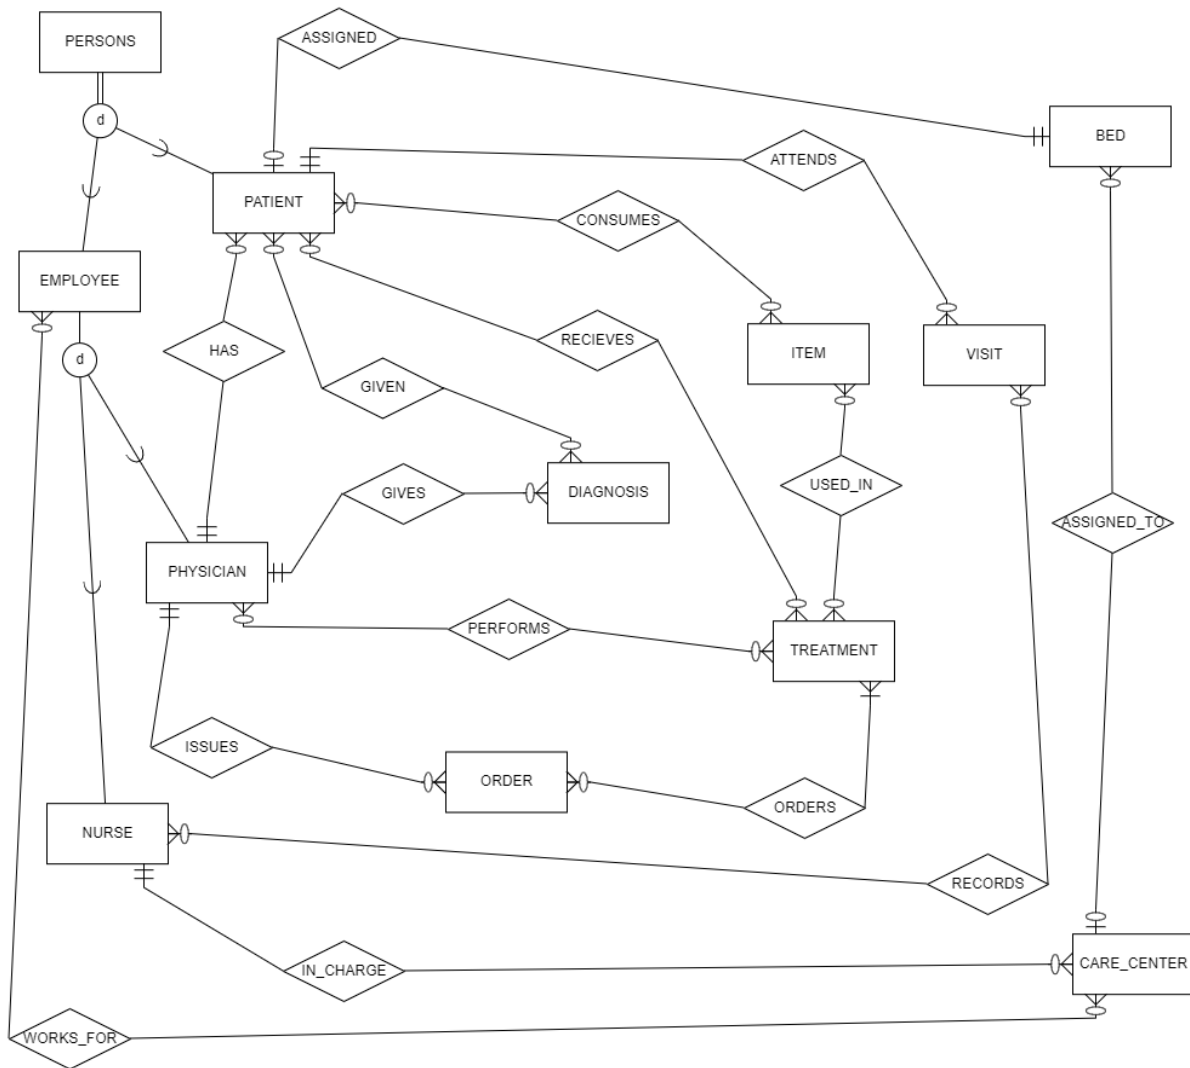 PERSONS
ASSIGNED
d
BED
ATTENDS
PATIENT
CONSUMES
EMPLOYEE
RECIEVES
HAS
ITEM
VISIT
d
GIVEN
GIVES
DIAGNOSIS
USED_IN
ASSIGNED_TO
PHYSICIAN
PERFORMS
TREATMENT
ISSUES
ORDER
ORDERS
NURSE
RECORDS
IN_CHARGE
CARE_CENTER
WORKS_FOR